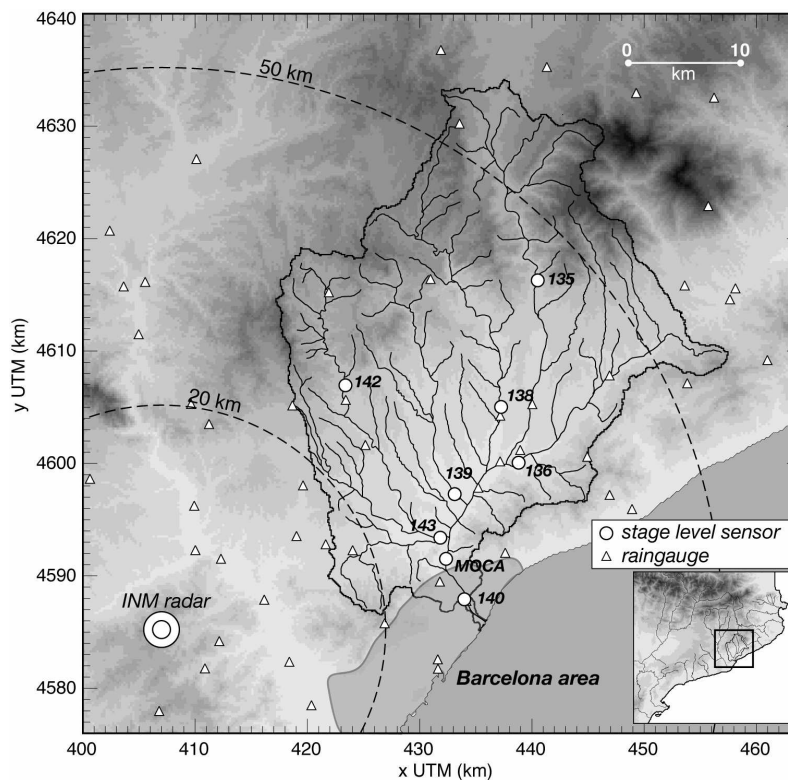 4640
4630
4620
4610
4600
4590
4580
y UTM (km)
50 km
20 km
0 10
km
135
142
138
139
136
143
MOCA
140
INM radar
Barcelona area
stage level sensor
raingauge
400 410 420 430 440 450 460
x UTM (km)